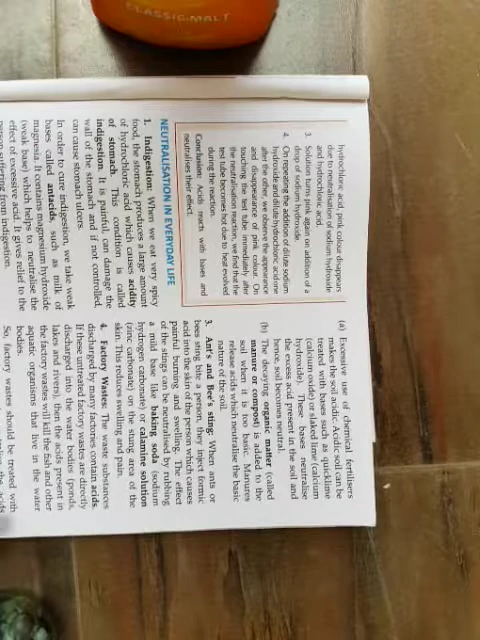 CLASSIC MALT
hydrochloric acid, pink colour disappears
due to neutralisation of sodium hydroxide
and hydrochloric acid.
3. Solution turns pink again on addition of a
drop of sodium hydroxide.
4. On repeating the addition of dilute sodium
hydroxide and dilute hydrochloric acid one
after the other, we observe the appearance
and disappearance of pink colour. On
touching the test tube immediately after
the neutralisation reaction, we find that the
test tube becomes hot due to heat evolved
during the reaction.
Conclusion: Acids reacts with bases and
neutralises their effect.
NEUTRALISATION IN EVERYDAY LIFE
1. Indigestion: When we eat very spicy
food, the stomach produces a large amount
of hydrochloric acid which causes acidity
of stomach. This condition is called
indigestion. It is painful, can damage the
wall of the stomach and if not controlled,
can cause stomach ulcers.
In order to cure indigestion, we take weak
bases called antacids, such as milk of
magnesia. It contains magnesium hydroxide
(weak base) which helps to neutralise the
effect of excessive acid. It gives relief to the
person suffering from indigestion.
(a) Excessive use of chemical fertilisers
makes the soil acidic. Acidic soil can be
treated with bases such as quicklime
(calcium oxide) or slaked lime (calcium
hydroxide). These bases neutralise
the excess acid present in the soil and
hence, soil becomes neutral.
(b) The decaying organic matter (called
manure or compost) is added to the
soil when it is too basic. Manures
release acids which neutralise the basic
nature of the soil.
3. Ant's and Bee's sting: When ants or
bees sting bite a person, they inject formic
acid into the skin of the person which causes
painful burning and swelling. The effect
of the stings can be neutralised by rubbing
a mild base like baking soda (sodium
hydrogen carbonate) or calamine solution
(zinc carbonate) on the stung area of the
skin. This reduces swelling and pain.
4. Factory Wastes: The waste substances
discharged by many factories contain acids.
If these untreated factory wastes are directly
discharged into the water bodies (ponds,
lakes and rivers) then the acids present in
the factory wastes will kill the fish and other
aquatic organisms that live in the water
bodies.
So, factory wastes should be treated with
the acids